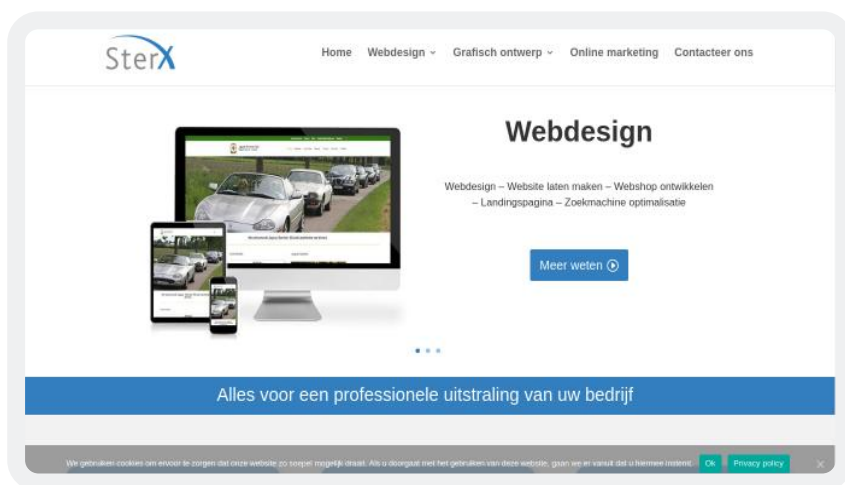 SterX
Home Webdesign Grafisch ontwerp Online marketing Contacteer ons
Webdesign
Webdesign – Website laten maken – Webshop ontwikkelen
– Landingspagina – Zoekmachine optimalisatie
Meer weten
Alles voor een professionele uitstraling van uw bedrijf
We gebruiken cookies om ervoor te zorgen dat onze website zo soepel mogelijk draait. Als u doorgaat met het gebruiken van deze website, gaan we er vanuit dat u hiermee instemt. Ok Privacy policy